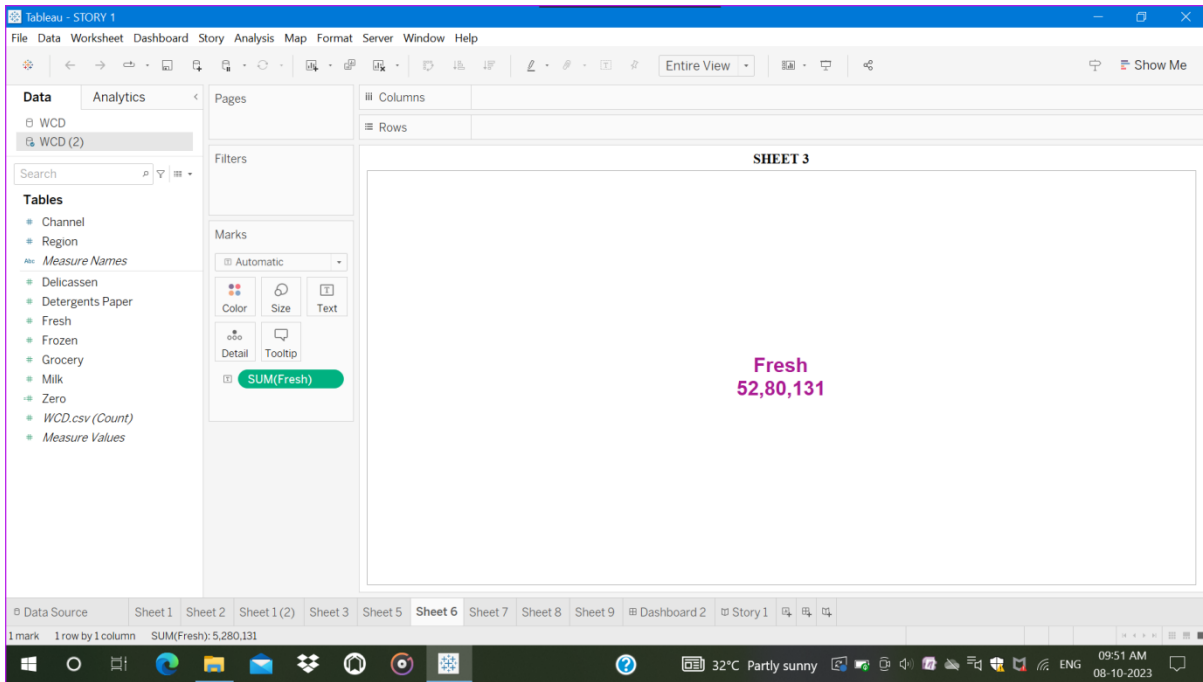 Tableau - STORY 1
File Data Worksheet Dashboard Story Analysis Map Format Server Window Help
Entire View
Show Me
Data Analytics
WCD
WCD (2)
Search
Tables
Channel
Region
Abc Measure Names
Delicassen
Detergents Paper
Fresh
Frozen
Grocery
Milk
Zero
WCD.csv (Count)
Measure Values
Pages
Filters
Marks
Automatic
Color Size Text
Detail Tooltip
SUM(Fresh)
Columns
Rows
SHEET 3
Fresh
52,80,131
Data Source Sheet 1 Sheet 2 Sheet 1 (2) Sheet 3 Sheet 5 Sheet 6 Sheet 7 Sheet 8 Sheet 9 Dashboard 2 Story 1
1 mark 1 row by 1 column SUM(Fresh): 5,280,131
32°C Partly sunny ENG 09:51 AM
08-10-2023